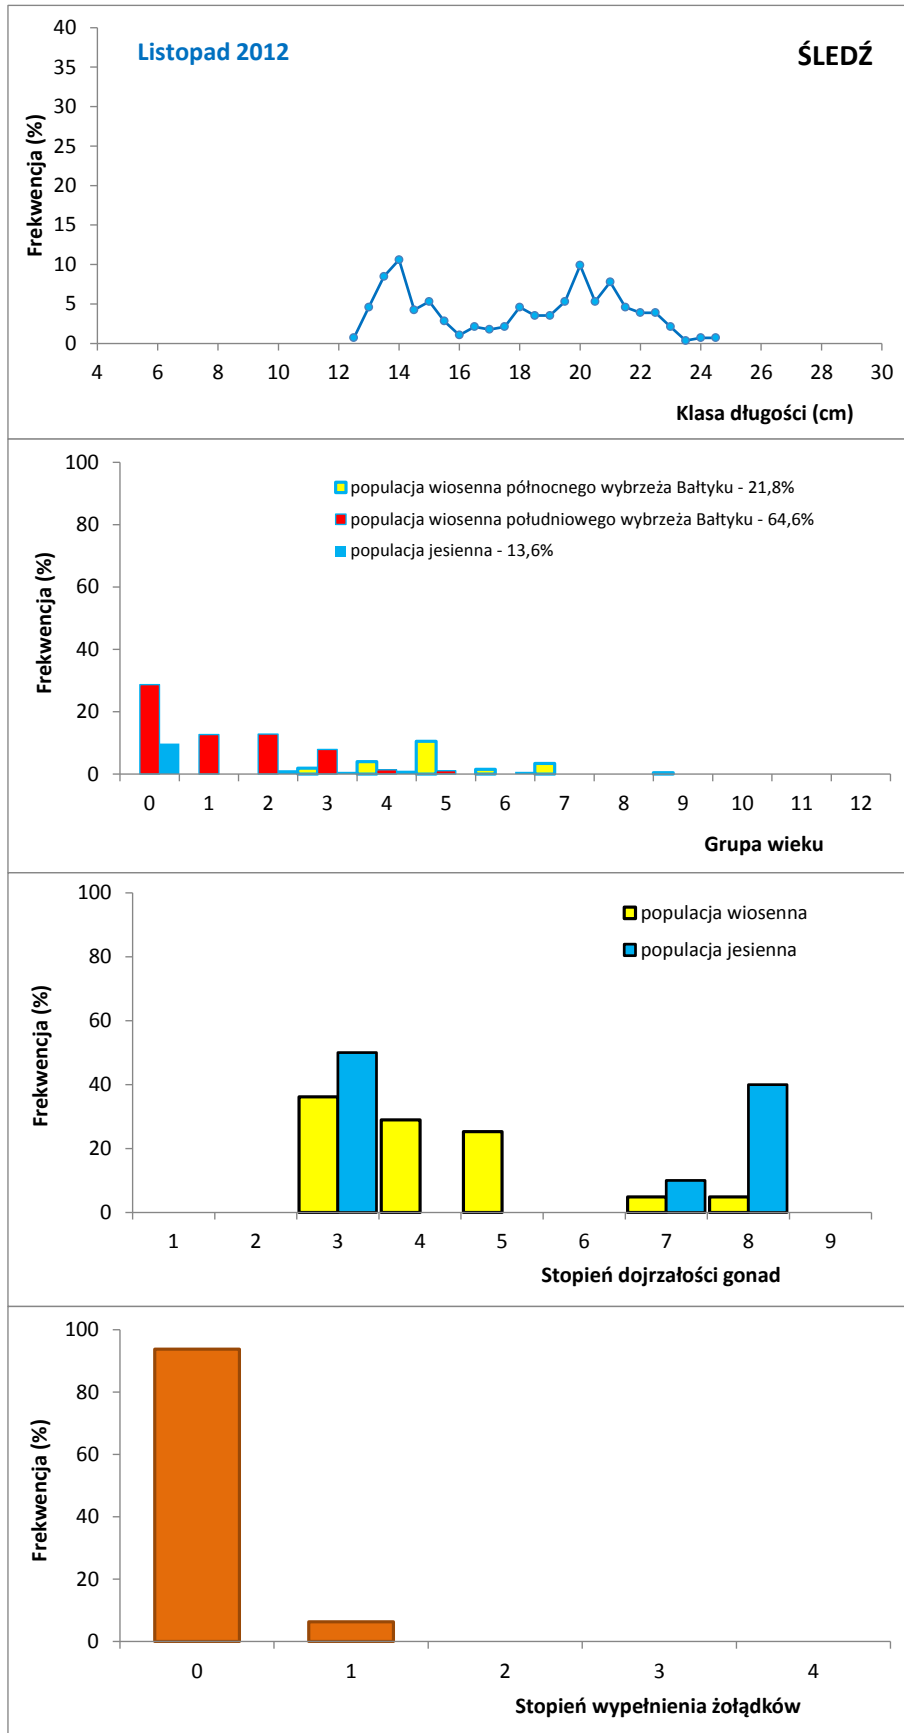 Listopad 2012
ŚLEDŹ
Frekwencja (%)
40
35
30
25
20
15
10
5
0
4 6 8 10 12 14 16 18 20 22 24 26 28 30
Klasa długości (cm)
populacja wiosenna północnego wybrzeża Bałtyku - 21,8%
populacja wiosenna południowego wybrzeża Bałtyku - 64,6%
populacja jesienna - 13,6%
Frekwencja (%)
100
80
60
40
20
0
0 1 2 3 4 5 6 7 8 9 10 11 12
Grupa wieku
populacja wiosenna
populacja jesienna
Frekwencja (%)
100
80
60
40
20
0
1 2 3 4 5 6 7 8 9
Stopień dojrzałości gonad
Frekwencja (%)
100
80
60
40
20
0
0 1 2 3 4
Stopień wypełnienia żołądków